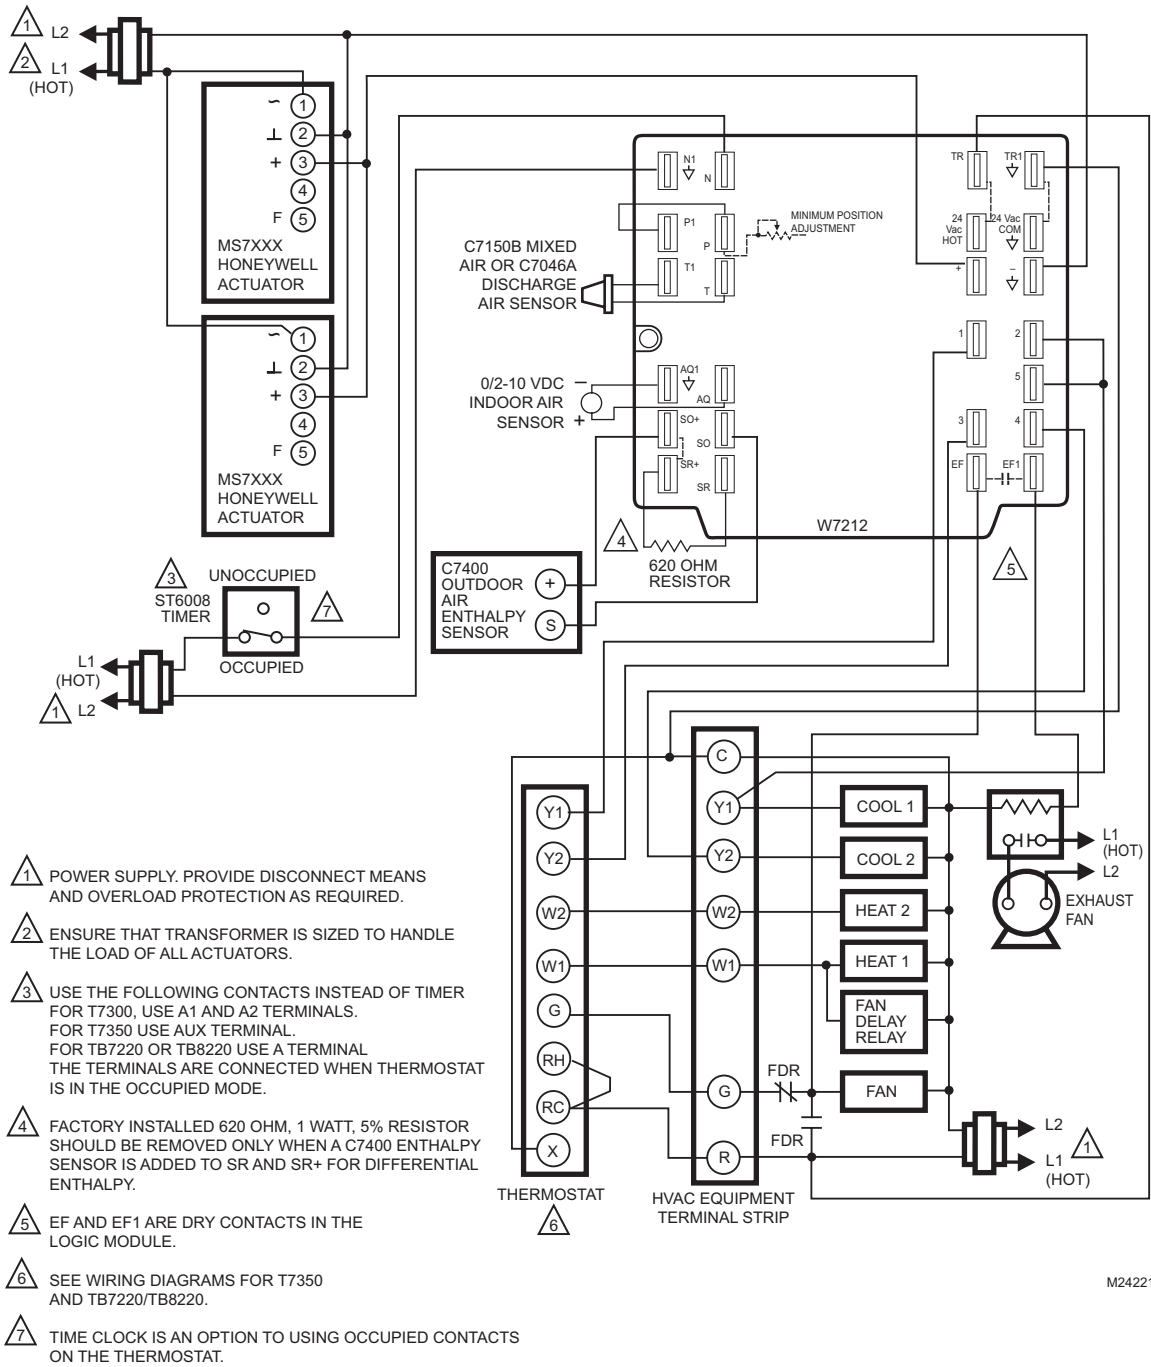 1
L2
2
L1
(HOT)
~
1
⊥
2
+
3
4
F
5
MS7XXX
HONEYWELL
ACTUATOR
~
1
⊥
2
+
3
4
F
5
MS7XXX
HONEYWELL
ACTUATOR
N1
N
P1
P
MINIMUM POSITION
ADJUSTMENT
T1
T
C7150B MIXED
AIR OR C7046A
DISCHARGE
AIR SENSOR
0/2-10 VDC –
INDOOR AIR
SENSOR +
AQ1
AQ
SO+
SO
SR+
SR
TR
TR1
24
Vac
HOT
24 Vac
COM
+
–
1
2
5
3
4
EF
EF1
W7212
4
620 OHM
RESISTOR
5
C7400
OUTDOOR
AIR
ENTHALPY
SENSOR
+
S
3
ST6008
TIMER
UNOCCUPIED
7
OCCUPIED
L1
(HOT)
1
L2
Y1
Y2
W2
W1
G
RH
RC
X
THERMOSTAT
6
C
Y1
Y2
W2
W1
G
R
HVAC EQUIPMENT
TERMINAL STRIP
COOL 1
COOL 2
HEAT 2
HEAT 1
FAN
DELAY
RELAY
FDR
FAN
FDR
L1
(HOT)
L2
EXHAUST
FAN
L2
L1
(HOT)
1
1 POWER SUPPLY. PROVIDE DISCONNECT MEANS
AND OVERLOAD PROTECTION AS REQUIRED.
2 ENSURE THAT TRANSFORMER IS SIZED TO HANDLE
THE LOAD OF ALL ACTUATORS.
3 USE THE FOLLOWING CONTACTS INSTEAD OF TIMER
FOR T7300, USE A1 AND A2 TERMINALS.
FOR T7350 USE AUX TERMINAL.
FOR TB7220 OR TB8220 USE A TERMINAL
THE TERMINALS ARE CONNECTED WHEN THERMOSTAT
IS IN THE OCCUPIED MODE.
4 FACTORY INSTALLED 620 OHM, 1 WATT, 5% RESISTOR
SHOULD BE REMOVED ONLY WHEN A C7400 ENTHALPY
SENSOR IS ADDED TO SR AND SR+ FOR DIFFERENTIAL
ENTHALPY.
5 EF AND EF1 ARE DRY CONTACTS IN THE
LOGIC MODULE.
6 SEE WIRING DIAGRAMS FOR T7350
AND TB7220/TB8220.
7 TIME CLOCK IS AN OPTION TO USING OCCUPIED CONTACTS
ON THE THERMOSTAT.
M24221